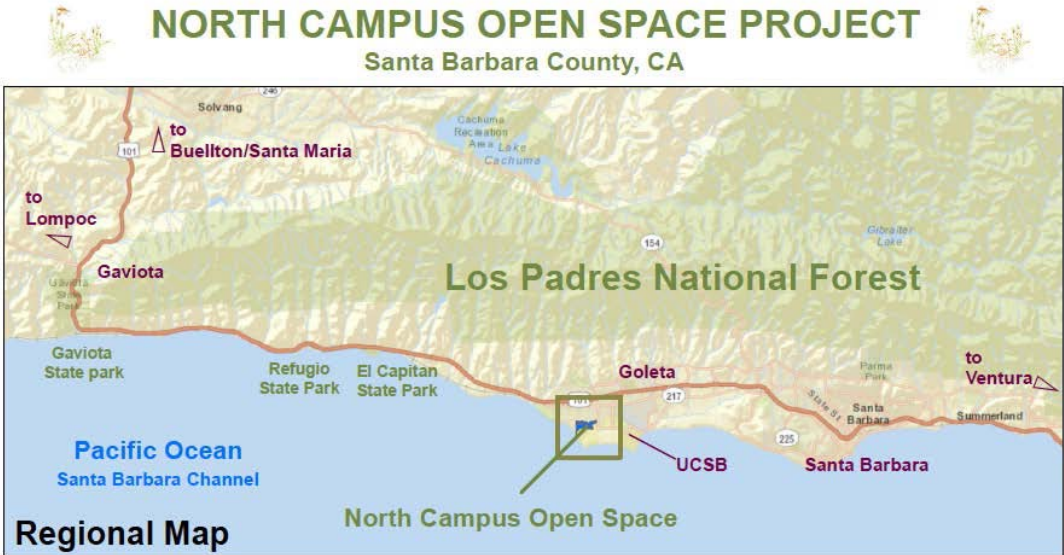 NORTH CAMPUS OPEN SPACE PROJECT
Santa Barbara County, CA
246
Solvang
to
Buellton/Santa Maria
101
Cachuma
Recreation
Area
Lake
Cachuma
to
Lompoc
Gibralter
Lake
154
Gaviota
Los Padres National Forest
Gaviota
State
Park
Gaviota
State park
Refugio
State Park
El Capitan
State Park
Goleta
Parma
Park
to
Ventura
101
217
State St
Santa
Barbara
Summerland
225
Pacific Ocean
Santa Barbara Channel
UCSB
Santa Barbara
North Campus Open Space
Regional Map